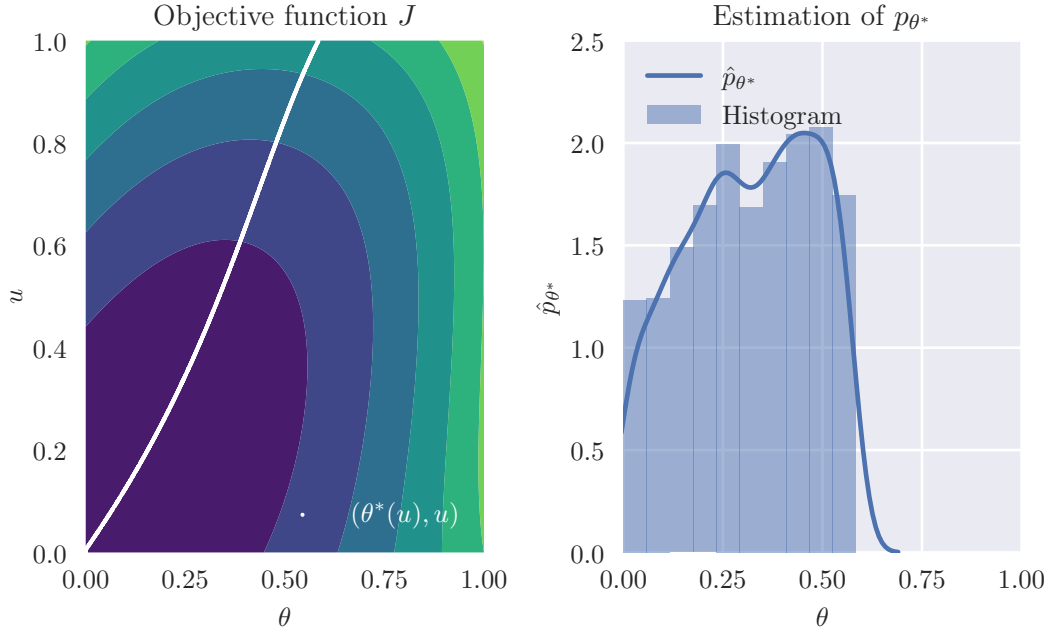 Objective function J
1.0
0.8
0.6
0.4
0.2
0.0
u
(θ*(u), u)
0.00 0.25 0.50 0.75 1.00
θ
Estimation of p_θ*
2.5
2.0
1.5
1.0
0.5
0.0
p̂_θ*
p̂_θ*
Histogram
0.00 0.25 0.50 0.75 1.00
θ